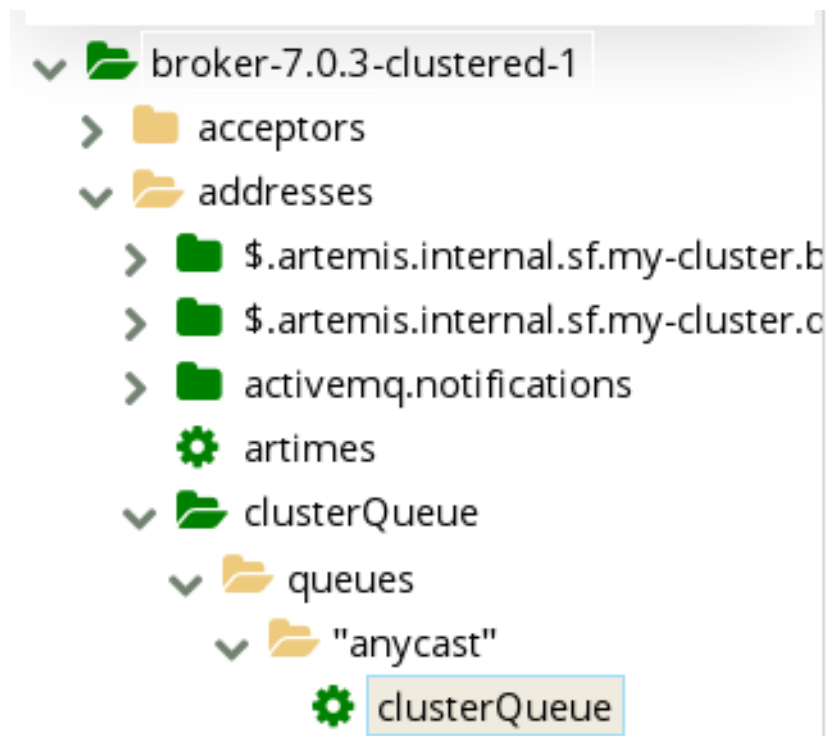 broker-7.0.3-clustered-1
acceptors
addresses
$.artemis.internal.sf.my-cluster.b
$.artemis.internal.sf.my-cluster.c
activemq.notifications
artimes
clusterQueue
queues
"anycast"
clusterQueue